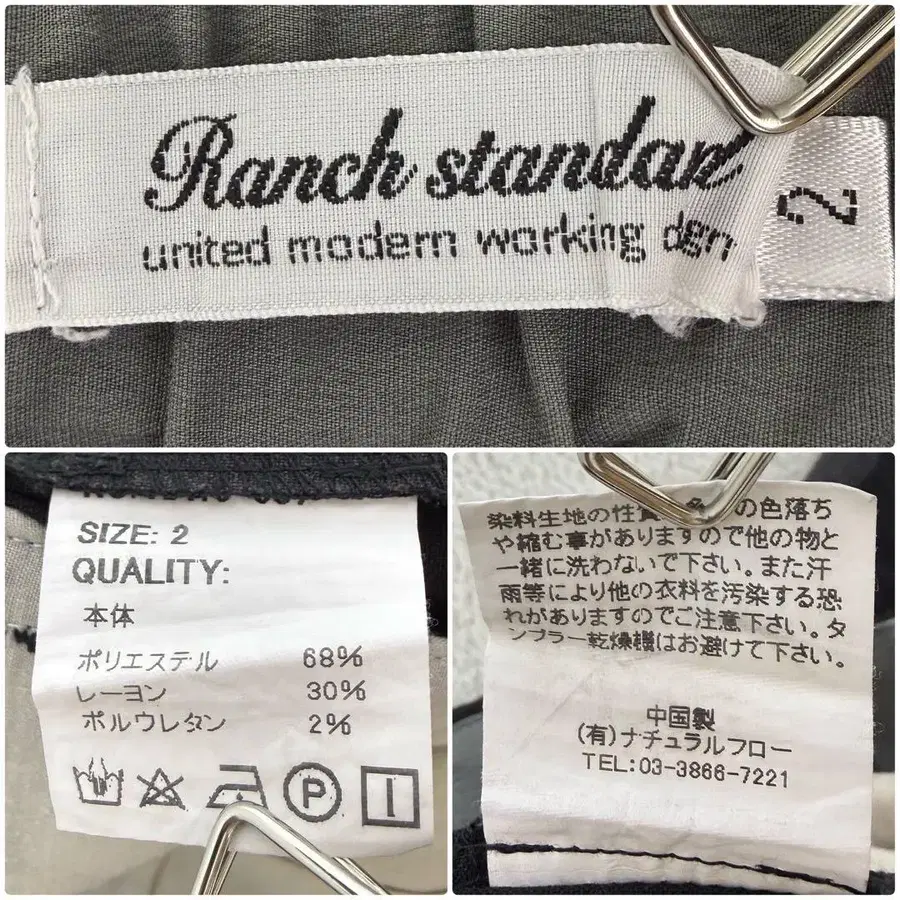 Ranch standar
united modern working
2
SIZE: 2
QUALITY:
本体
ポリエステル 68%
レーヨン 30%
ポルウレタン 2%
P
染料生地の性質 の色落ち
や縮む事がありますので他の物と
一緒に洗わないで下さい。また汗
雨等により他の衣料を汚染する恐
れがありますのでご注意下さい。タ
ンブラー乾燥機はお避けて下さい。
中国製
(有)ナチュラルフロー
TEL:03-3866-7221